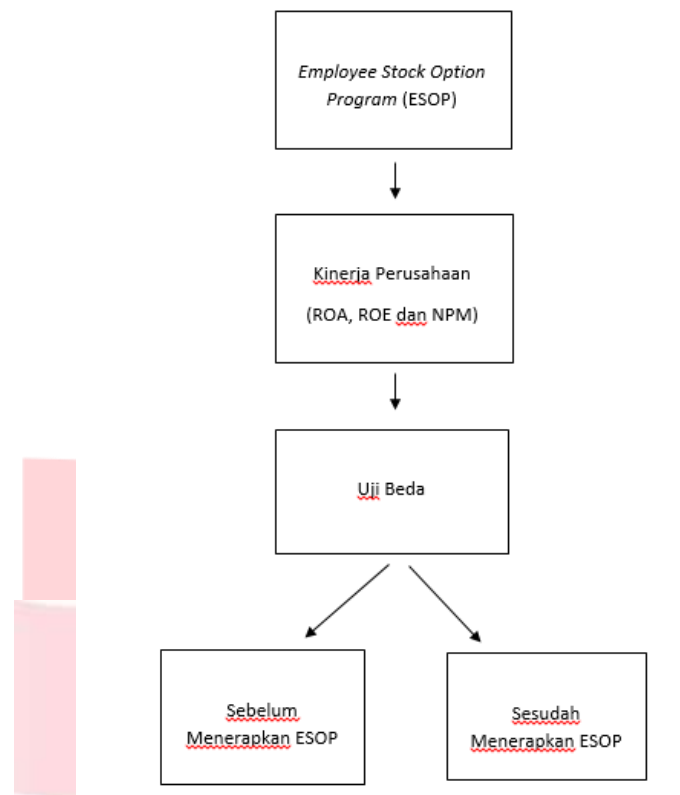 Employee Stock Option
Program (ESOP)
Kinerja Perusahaan
(ROA, ROE dan NPM)
Uji Beda
Sebelum
Menerapkan ESOP
Sesudah
Menerapkan ESOP